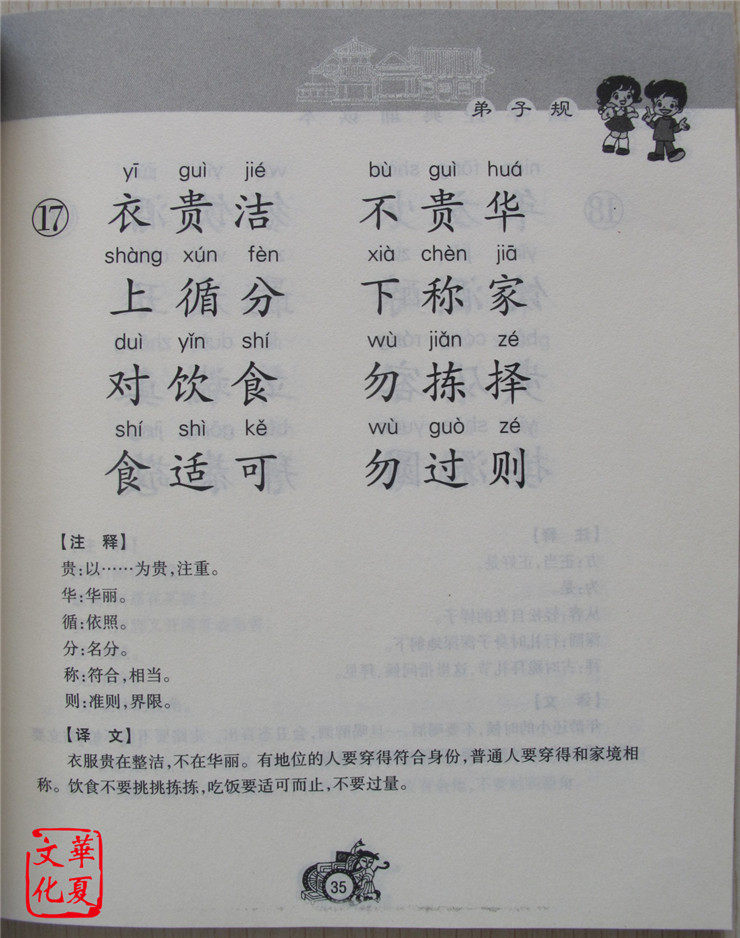 弟子规
yī guì jié bù guì huá
⑰ 衣贵洁 不贵华
shàng xún fèn xià chèn jiā
上循分 下称家
duì yǐn shí wù jiǎn zé
对饮食 勿拣择
shí shì kě wù guò zé
食适可 勿过则
【注 释】
贵:以……为贵,注重。
华:华丽。
循:依照。
分:名分。
称:符合,相当。
则:准则,界限。
【译 文】
衣服贵在整洁,不在华丽。有地位的人要穿得符合身份,普通人要穿得和家境相
称。饮食不要挑挑拣拣,吃饭要适可而止,不要过量。
35
華夏文化